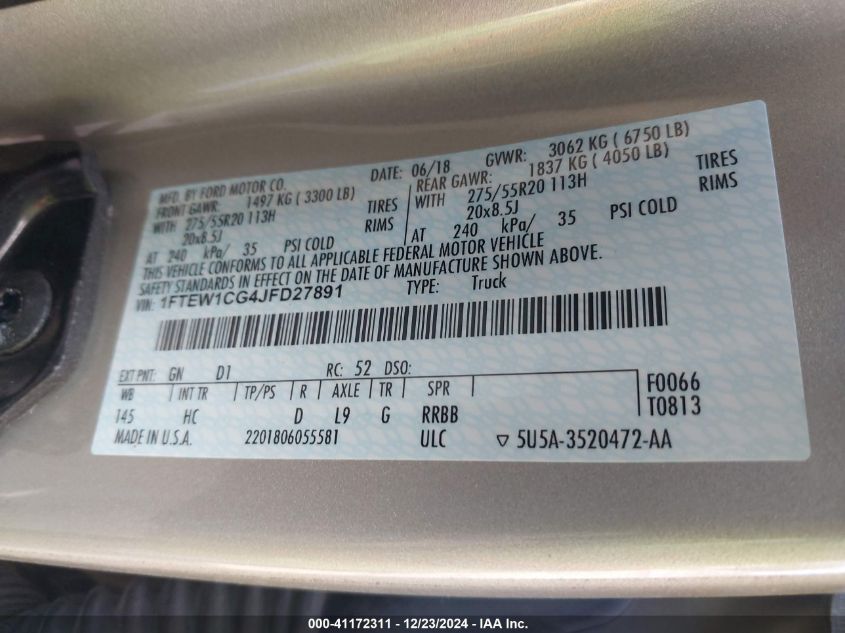 MFD. BY FORD MOTOR CO. DATE: 06/18 GVWR: 3062 KG ( 6750 LB)
FRONT GAWR: 1497 KG ( 3300 LB) REAR GAWR: 1837 KG ( 4050 LB)
WITH 275/55R20 113H TIRES WITH 275/55R20 113H TIRES
20x8.5J RIMS 20x8.5J RIMS
AT 240 kPa/ 35 PSI COLD AT 240 kPa/ 35 PSI COLD
THIS VEHICLE CONFORMS TO ALL APPLICABLE FEDERAL MOTOR VEHICLE
SAFETY STANDARDS IN EFFECT ON THE DATE OF MANUFACTURE SHOWN ABOVE.
VIN: 1FTEW1CG4JFD27891 TYPE: Truck
EXT PNT: GN D1 RC: 52 DSO:
WB INT TR TP/PS R AXLE TR SPR F0066
145 HC D L9 G RRBB T0813
MADE IN U.S.A. 2201806055581 ULC ▽ 5U5A-3520472-AA
000-41172311 - 12/23/2024 - IAA Inc.